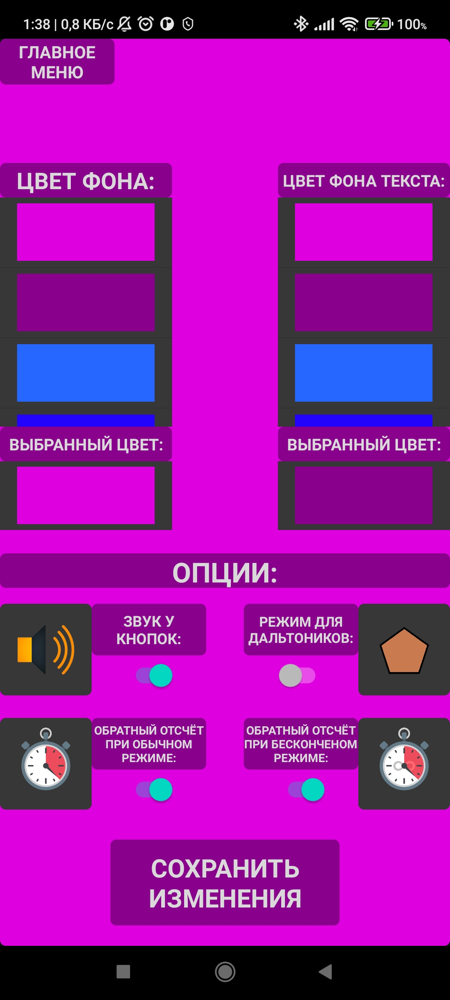 1:38 | 0,8 КБ/с
100%
ГЛАВНОЕ
МЕНЮ
ЦВЕТ ФОНА:
ЦВЕТ ФОНА ТЕКСТА:
ВЫБРАННЫЙ ЦВЕТ:
ВЫБРАННЫЙ ЦВЕТ:
ОПЦИИ:
ЗВУК У
КНОПОК:
РЕЖИМ ДЛЯ
ДАЛЬТОНИКОВ:
ОБРАТНЫЙ ОТСЧЁТ
ПРИ ОБЫЧНОМ
РЕЖИМЕ:
ОБРАТНЫЙ ОТСЧЁТ
ПРИ БЕСКОНЧЕНОМ
РЕЖИМЕ:
СОХРАНИТЬ
ИЗМЕНЕНИЯ